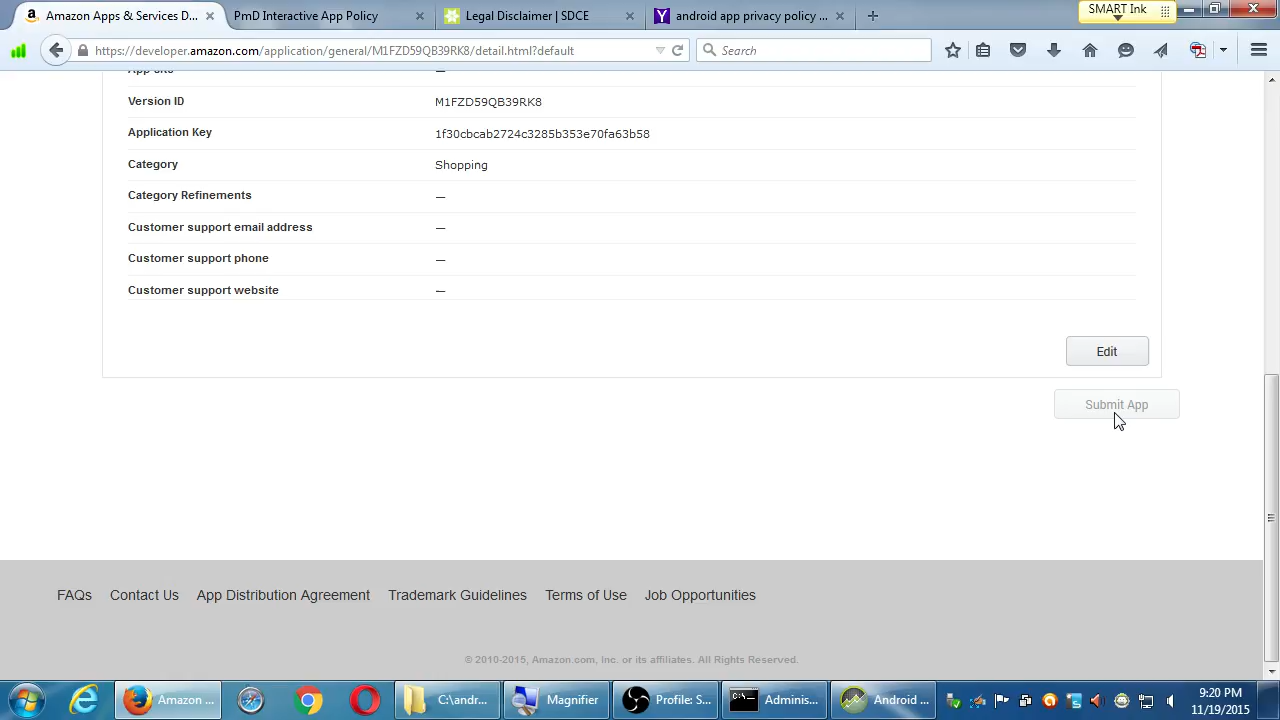 Amazon Apps & Services D...
PmD Interactive App Policy
Legal Disclaimer | SDCE
android app privacy policy ...
SMART Ink
https://developer.amazon.com/application/general/M1FZD59QB39RK8/detail.html?default
Search
App site —
Version ID M1FZD59QB39RK8
Application Key 1f30cbcab2724c3285b353e70fa63b58
Category Shopping
Category Refinements —
Customer support email address —
Customer support phone —
Customer support website —
Edit
Submit App
FAQs Contact Us App Distribution Agreement Trademark Guidelines Terms of Use Job Opportunities
© 2010-2015, Amazon.com, Inc. or its affiliates. All Rights Reserved.
Amazon ...
C:\andr...
Magnifier
Profile: S...
Adminis...
Android ...
9:20 PM
11/19/2015